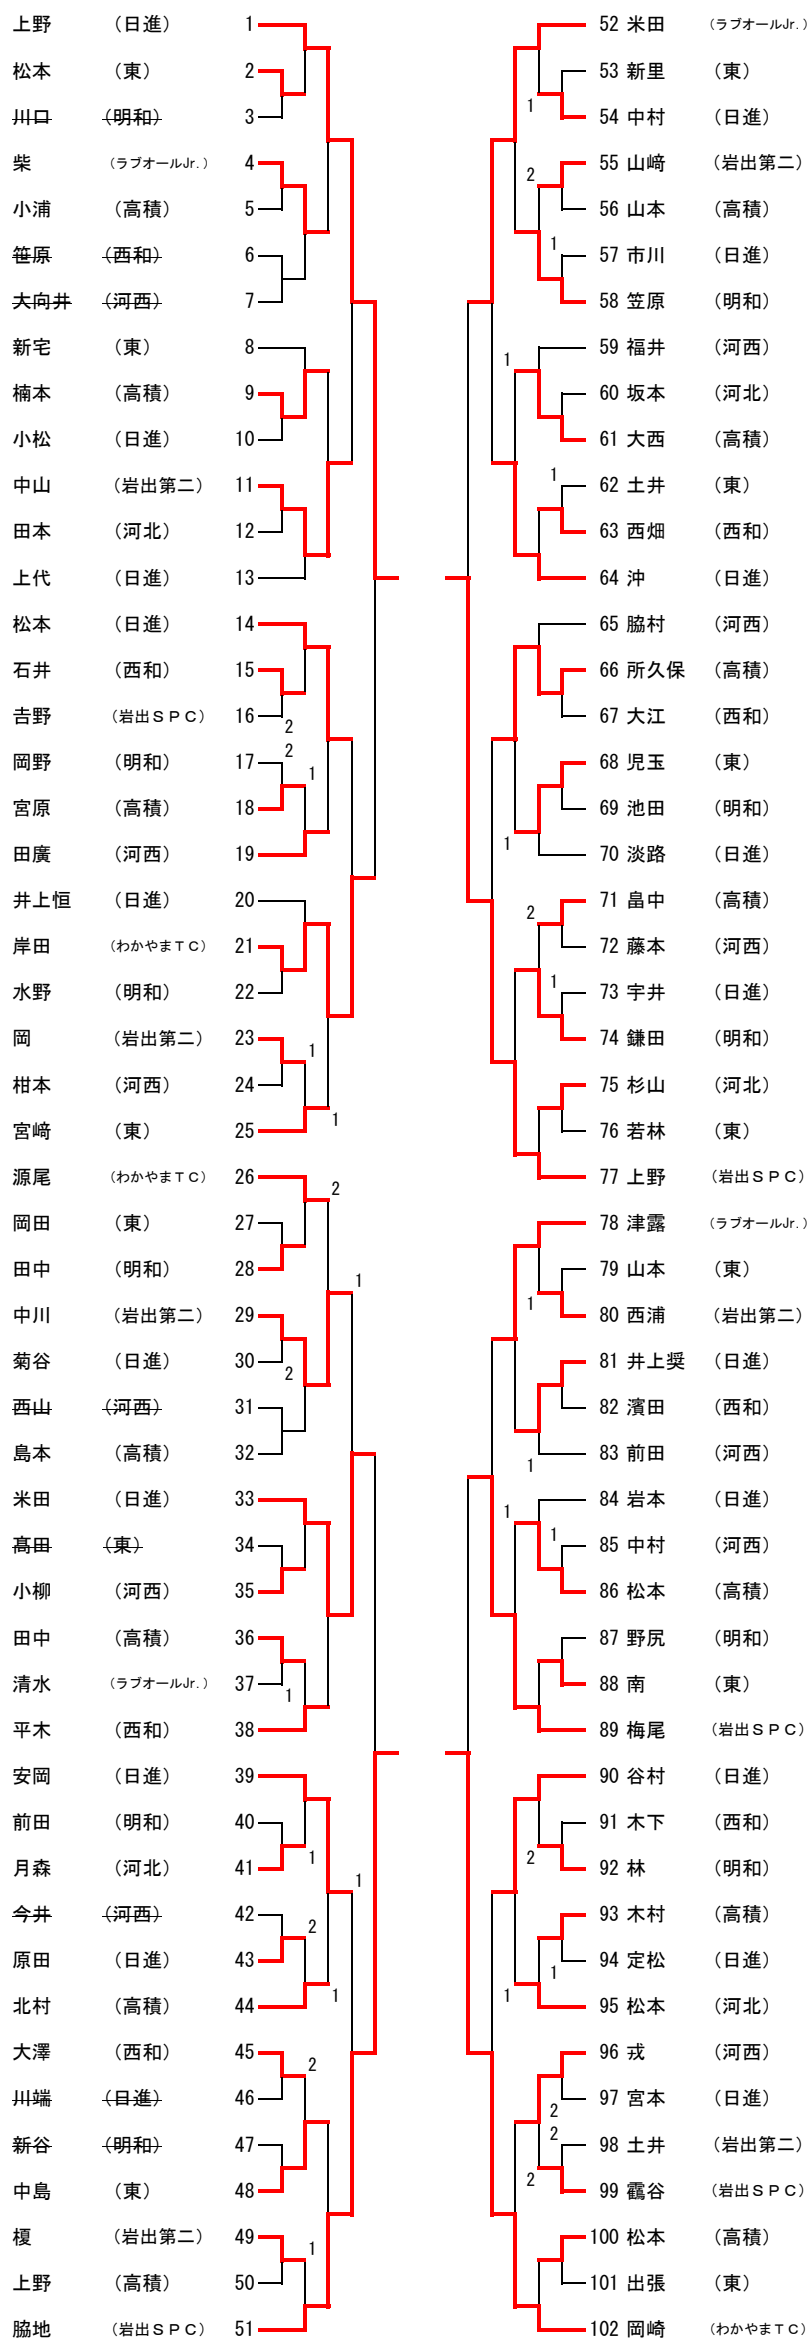 上野 （日進） 1
松本 （東） 2
川口 （明和） 3
柴 （ラブオールJr.） 4
小浦 （高積） 5
笹原 （西和） 6
大向井 （河西） 7
新宅 （東） 8
楠本 （高積） 9
小松 （日進） 10
中山 （岩出第二） 11
田本 （河北） 12
上代 （日進） 13
松本 （日進） 14
石井 （西和） 15
𠮷野 （岩出ＳＰＣ） 16
2
岡野 （明和） 17
2
1
宮原 （高積） 18
田廣 （河西） 19
井上恒 （日進） 20
岸田 （わかやまＴＣ） 21
水野 （明和） 22
岡 （岩出第二） 23
1
柑本 （河西） 24
宮﨑 （東） 25
1
源尾 （わかやまＴＣ） 26
2
岡田 （東） 27
田中 （明和） 28
1
中川 （岩出第二） 29
菊谷 （日進） 30
2
西山 （河西） 31
島本 （高積） 32
米田 （日進） 33
髙田 （東） 34
小柳 （河西） 35
田中 （高積） 36
清水 （ラブオールJr.） 37
1
平木 （西和） 38
安岡 （日進） 39
前田 （明和） 40
1
月森 （河北） 41
1
今井 （河西） 42
2
原田 （日進） 43
北村 （高積） 44
1
大澤 （西和） 45
2
川端 （日進） 46
新谷 （明和） 47
中島 （東） 48
榎 （岩出第二） 49
1
上野 （高積） 50
脇地 （岩出ＳＰＣ） 51
52 米田 （ラブオールJr.）
53 新里 （東）
1
54 中村 （日進）
55 山﨑 （岩出第二）
2
56 山本 （高積）
1
57 市川 （日進）
58 笠原 （明和）
59 福井 （河西）
1
60 坂本 （河北）
61 大西 （高積）
1
62 土井 （東）
63 西畑 （西和）
64 沖 （日進）
65 脇村 （河西）
66 所久保 （高積）
67 大江 （西和）
68 児玉 （東）
69 池田 （明和）
1
70 淡路 （日進）
71 畠中 （高積）
2
72 藤本 （河西）
1
73 宇井 （日進）
74 鎌田 （明和）
75 杉山 （河北）
76 若林 （東）
77 上野 （岩出ＳＰＣ）
78 津露 （ラブオールJr.）
79 山本 （東）
1
80 西浦 （岩出第二）
81 井上奨 （日進）
82 濱田 （西和）
83 前田 （河西）
1
84 岩本 （日進）
1
1
85 中村 （河西）
86 松本 （高積）
87 野尻 （明和）
88 南 （東）
89 梅尾 （岩出ＳＰＣ）
90 谷村 （日進）
91 木下 （西和）
2
92 林 （明和）
93 木村 （高積）
94 定松 （日進）
1
1
95 松本 （河北）
96 戎 （河西）
97 宮本 （日進）
2
2
98 土井 （岩出第二）
2
99 靍谷 （岩出ＳＰＣ）
100 松本 （高積）
101 出張 （東）
102 岡崎 （わかやまＴＣ）